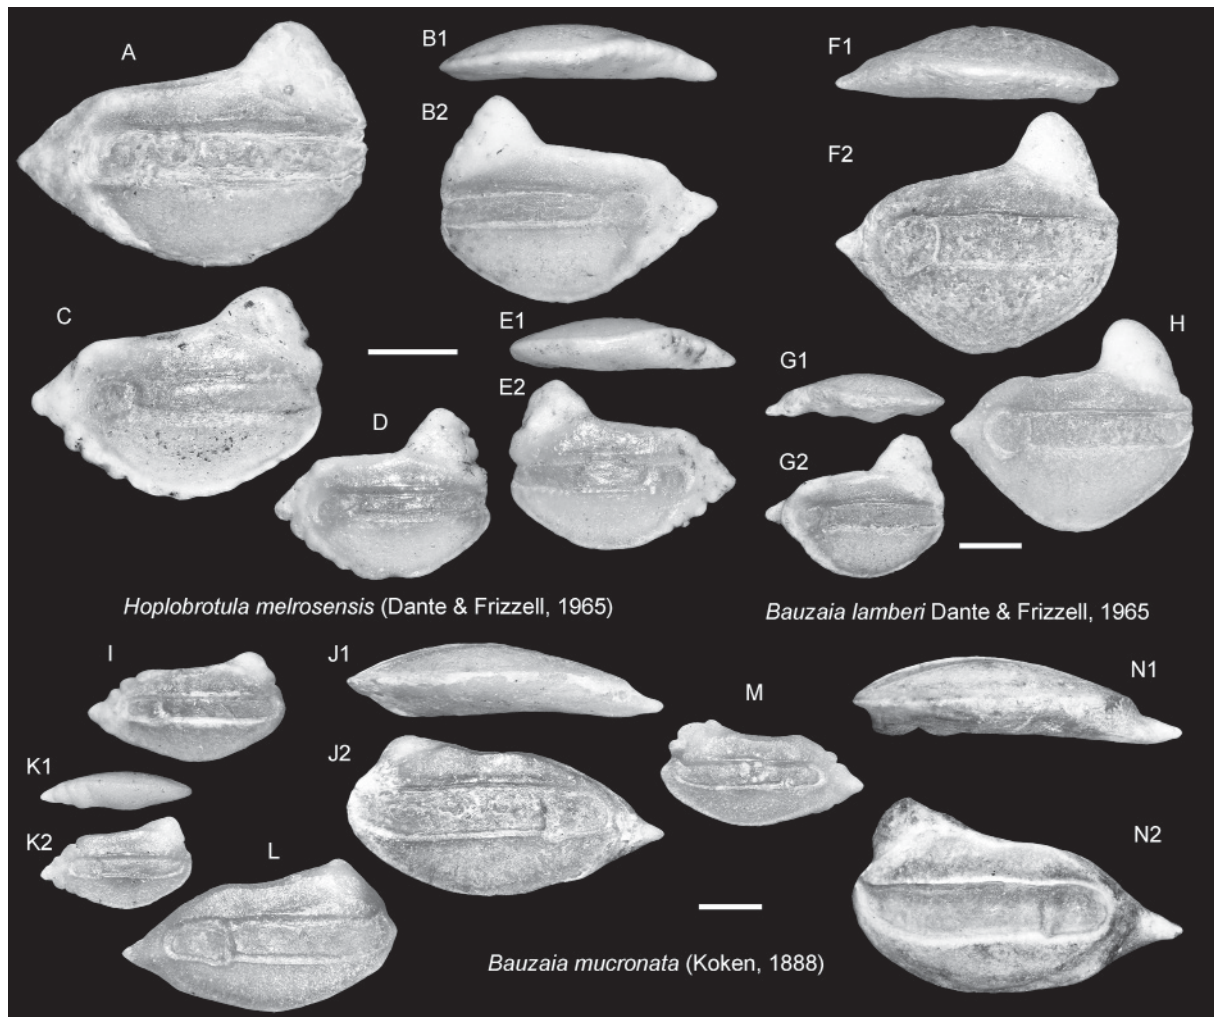 A
B1
F1
B2
F2
C
E1
H
G1
D
E2
G2
Hoplobrotula melrosensis (Dante & Frizzell, 1965)
Bauzaia lamberi Dante & Frizzell, 1965
I
J1
N1
M
K1
J2
K2
L
N2
Bauzaia mucronata (Koken, 1888)